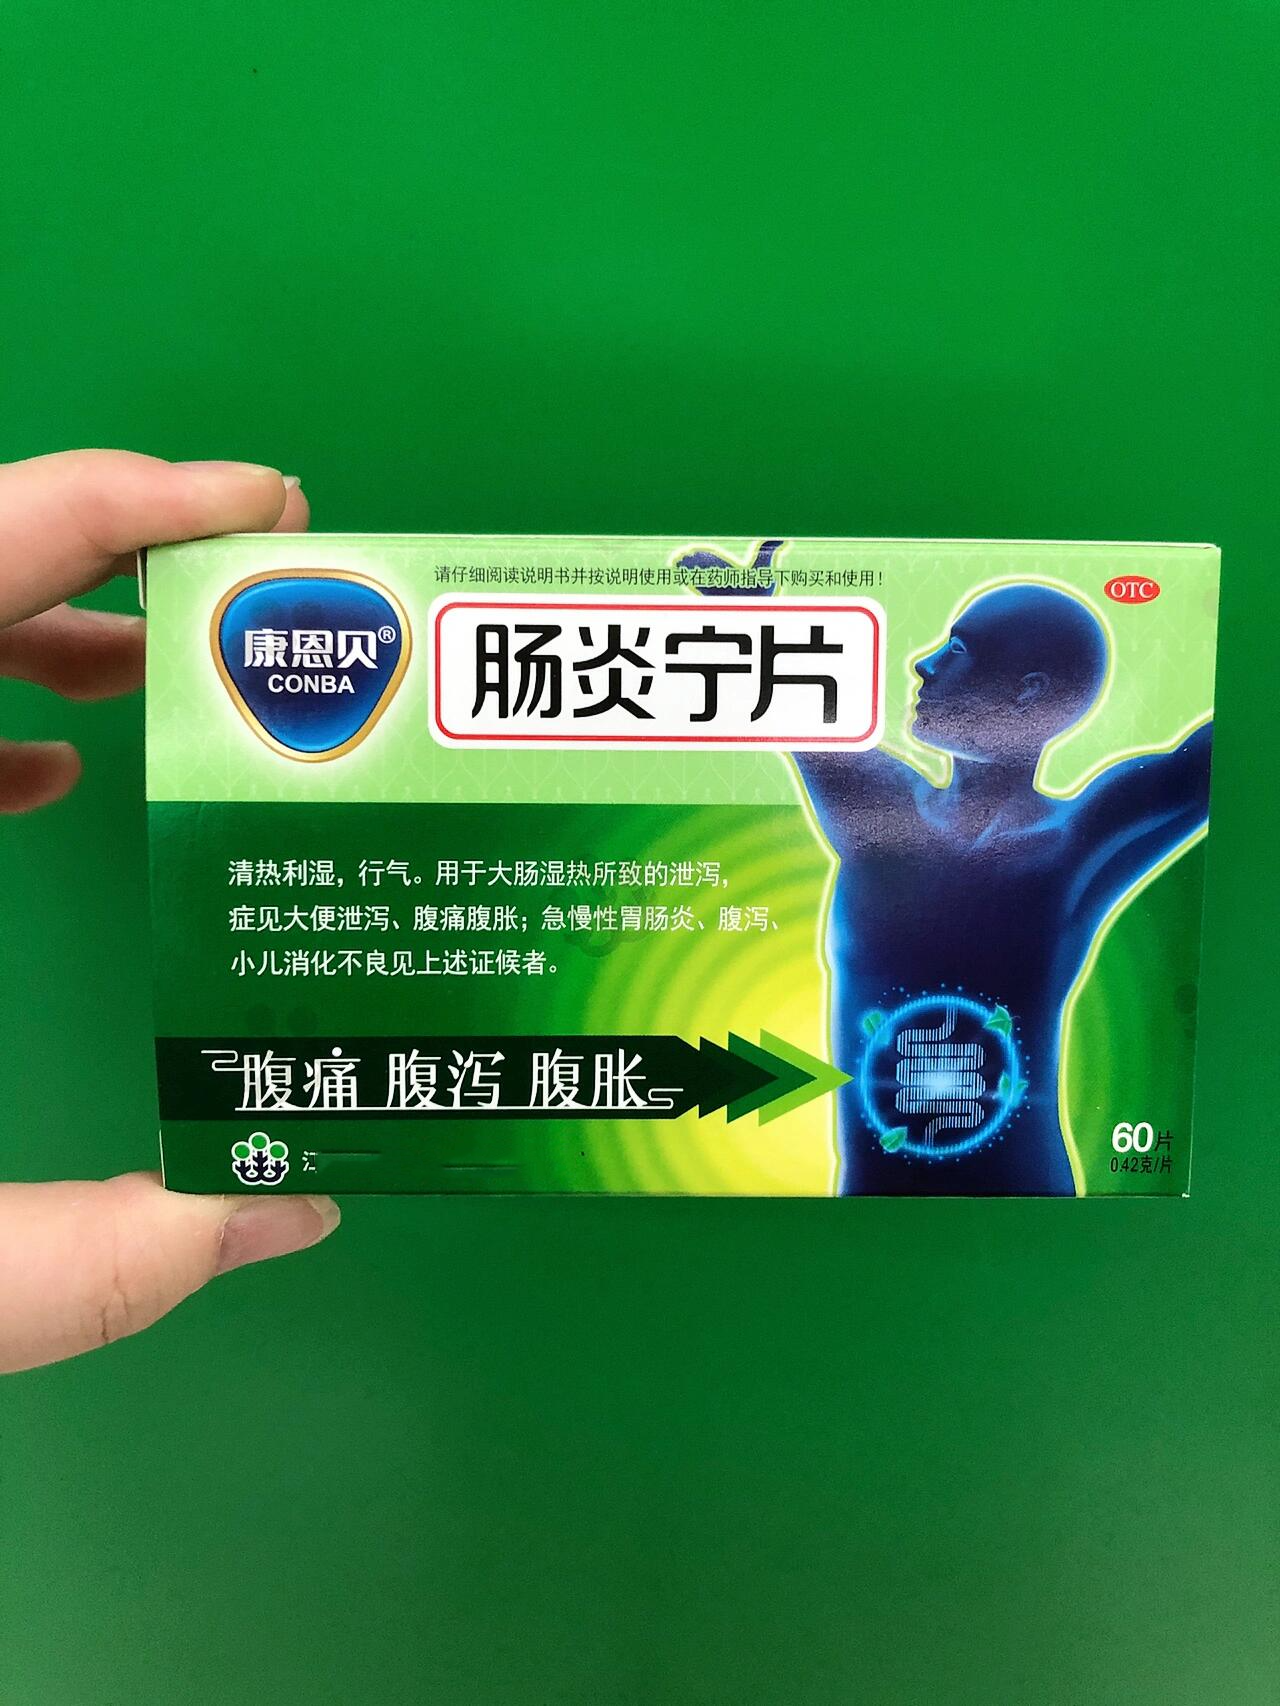 请仔细阅读说明书并按说明使用或在药师指导下购买和使用！
OTC
康恩贝®
CONBA
肠炎宁片
清热利湿，行气。用于大肠湿热所致的泄泻，
症见大便泄泻、腹痛腹胀；急慢性胃肠炎、腹泻、
小儿消化不良见上述证候者。
腹痛 腹泻 腹胀
60片
0.42克/片